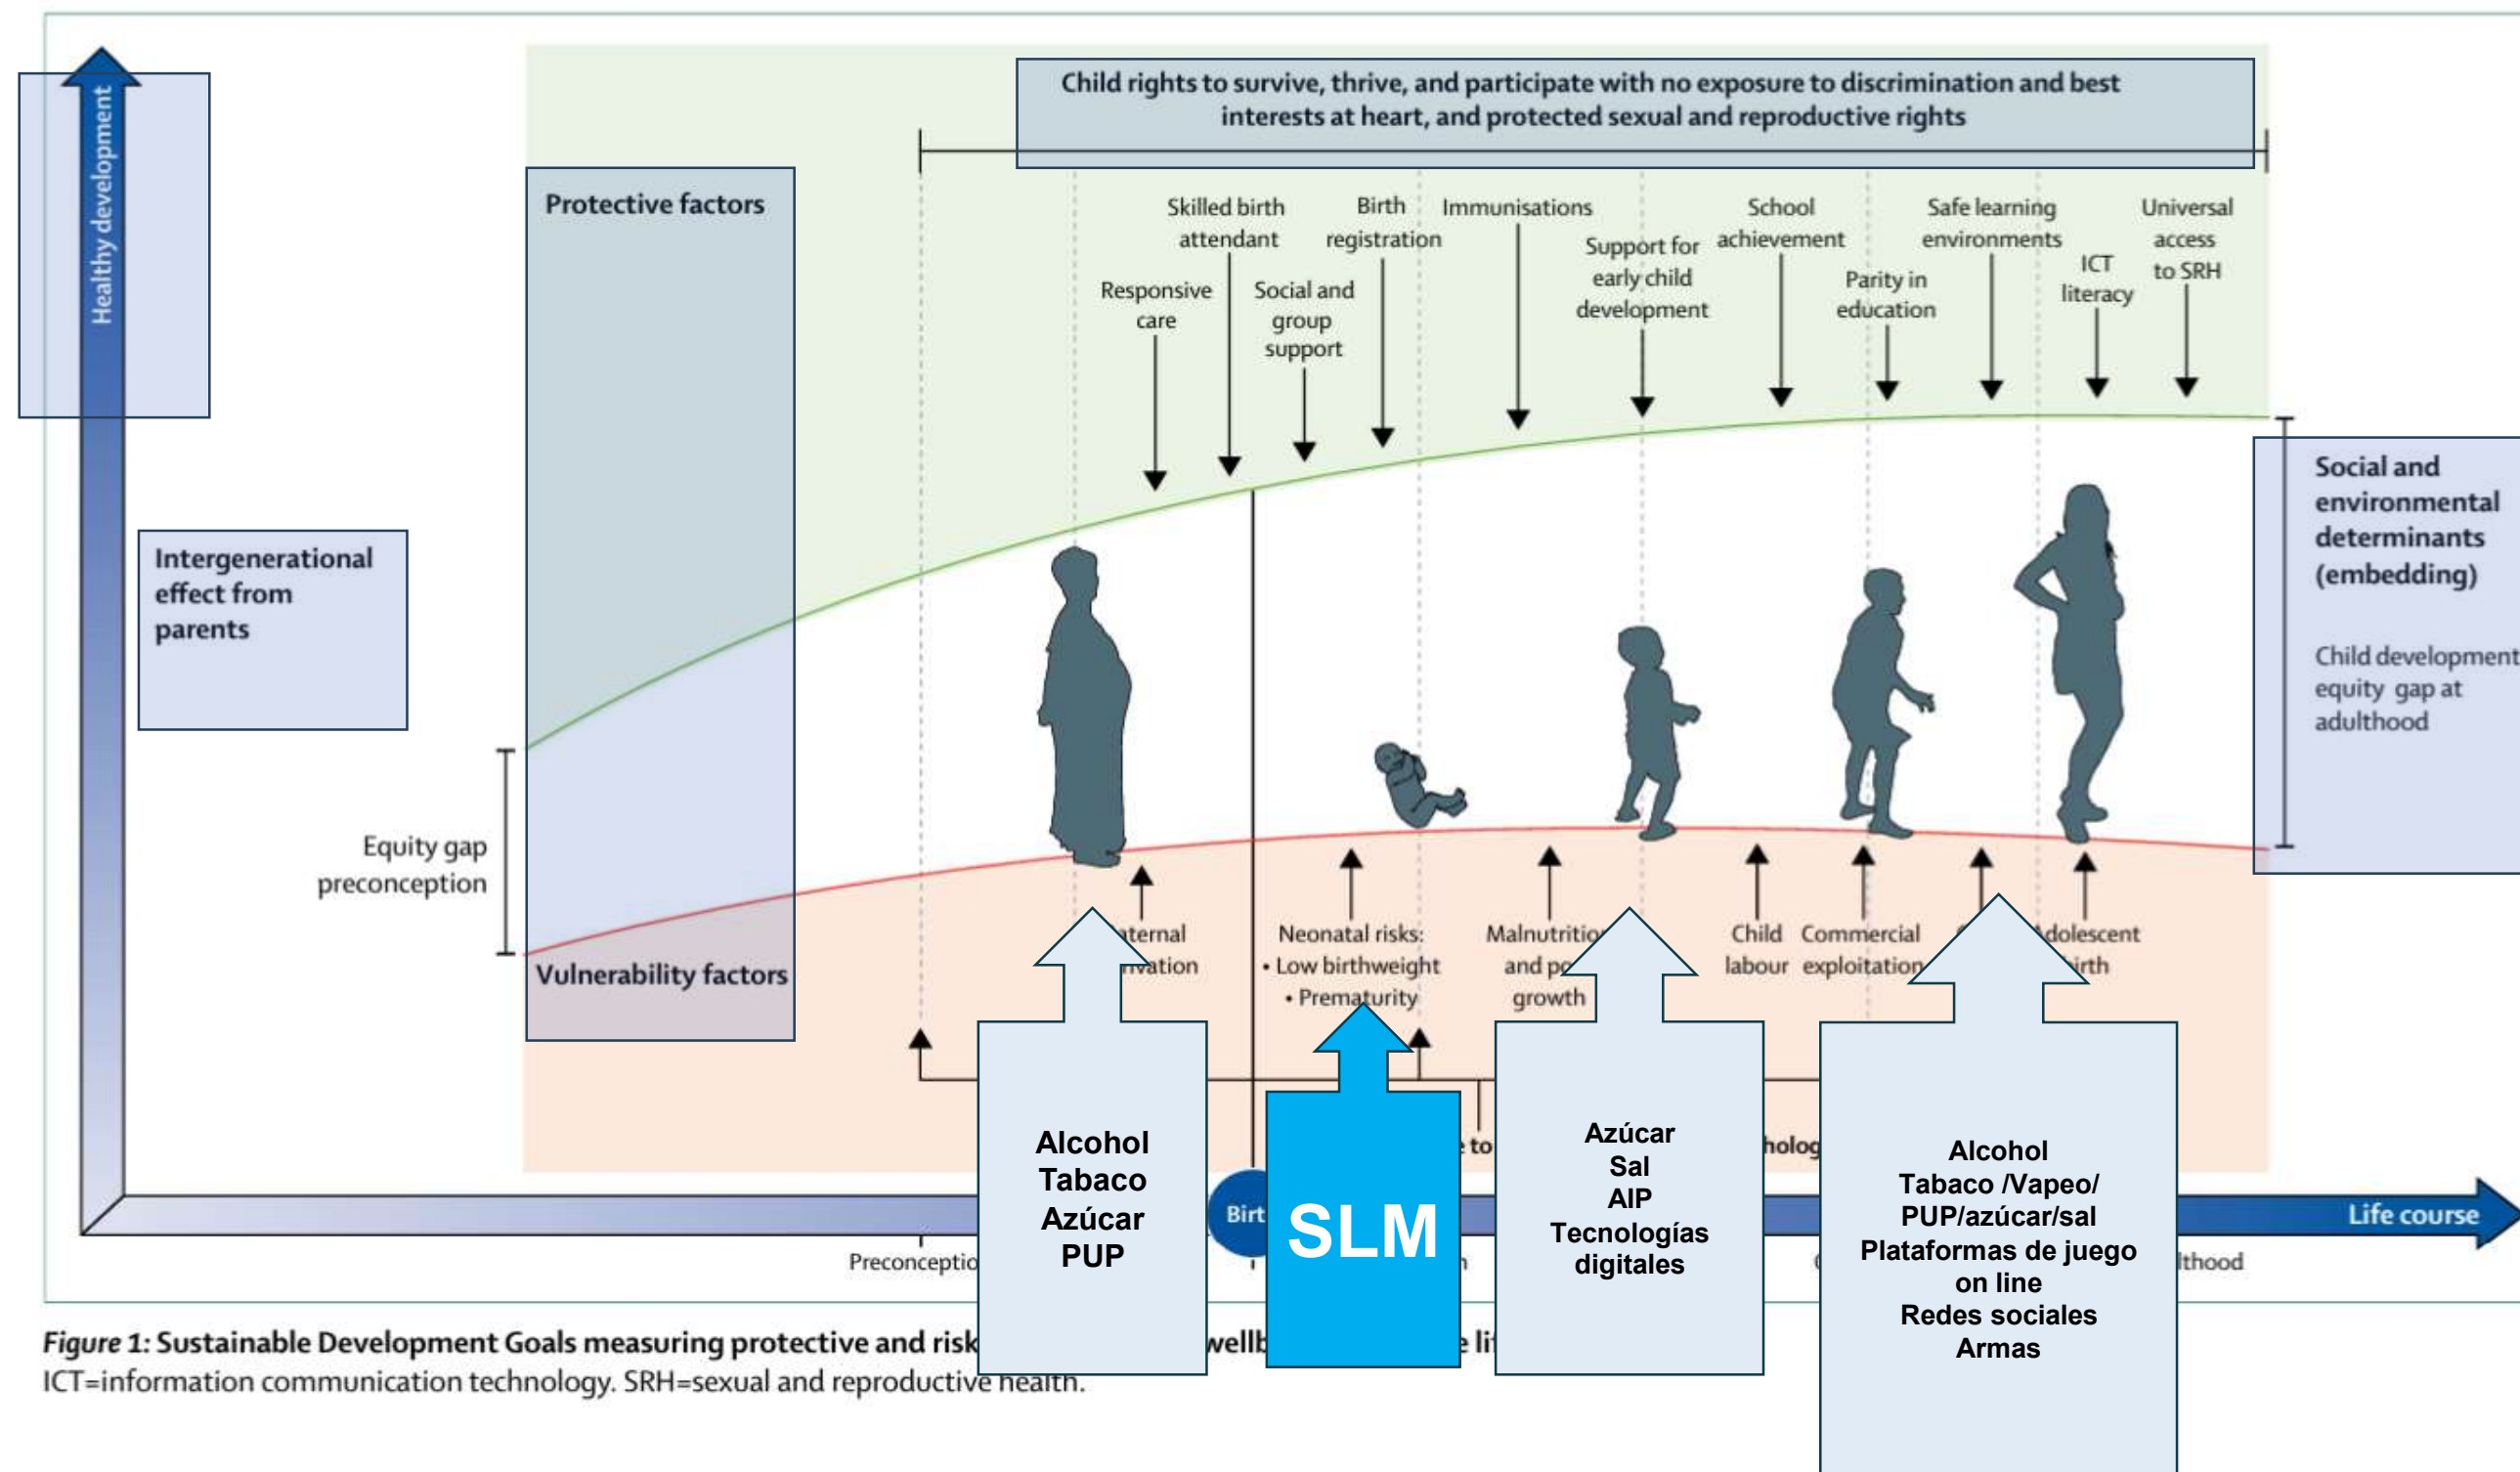 Healthy development
Child rights to survive, thrive, and participate with no exposure to discrimination and best
interests at heart, and protected sexual and reproductive rights
Protective factors
Responsive
care
Skilled birth
attendant
Social and
group
support
Birth
registration
Immunisations
Support for
early child
development
School
achievement
Parity in
education
Safe learning
environments
ICT
literacy
Universal
access
to SRH
Intergenerational
effect from
parents
Social and
environmental
determinants
(embedding)
Child development
equity gap at
adulthood
Equity gap
preconception
Vulnerability factors
Neonatal risks:
• Low birthweight
• Prematurity
and
growth
Child
labour
Commercial
exploitation
Alcohol
Tabaco
Azúcar
PUP
SLM
Azúcar
Sal
AIP
Tecnologías
digitales
Alcohol
Tabaco /Vapeo/
PUP/azúcar/sal
Plataformas de juego
on line
Redes sociales
Armas
to
Life course
Figure 1: Sustainable Development Goals measuring protective and risk
ICT=information communication technology. SRH=sexual and reproductive health.